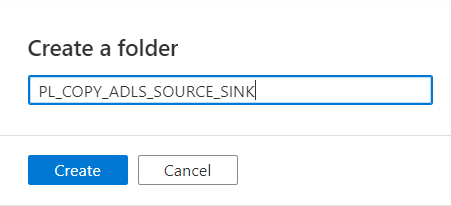 Create a folder
PL_COPY_ADLS_SOURCE_SINK
Create
Cancel